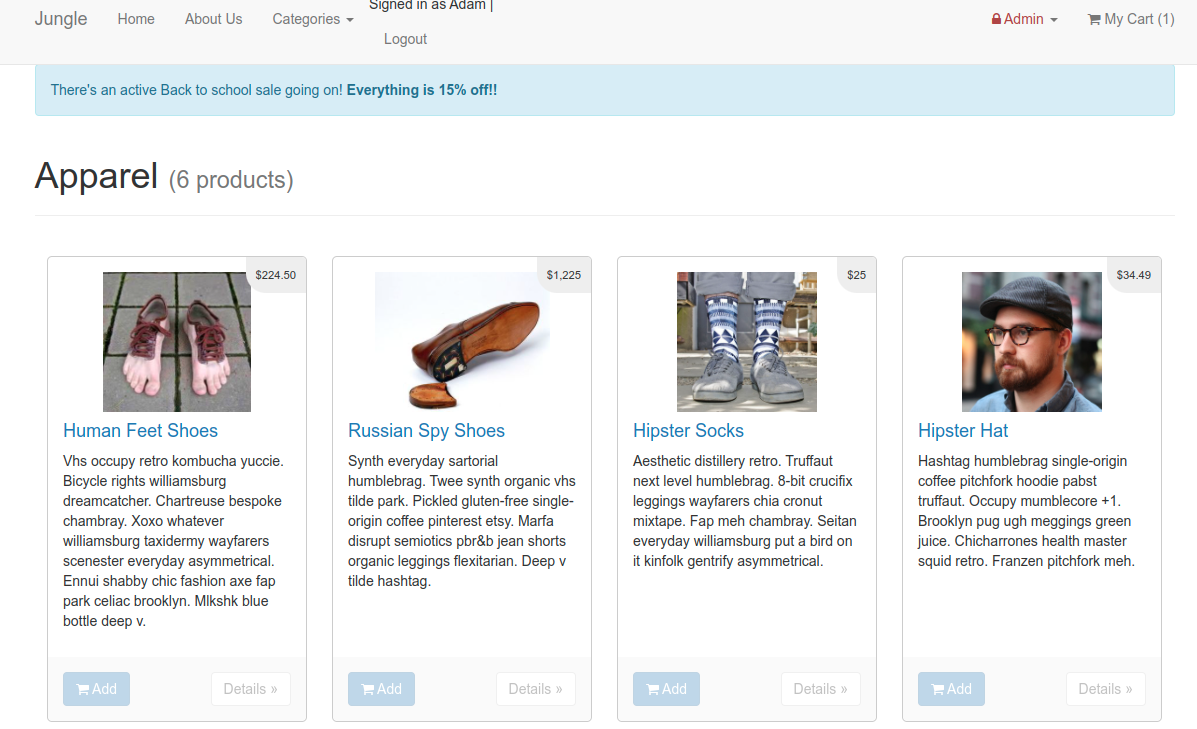 Signed in as Adam |
Jungle Home About Us Categories Admin My Cart (1)
Logout
There's an active Back to school sale going on! Everything is 15% off!!
Apparel (6 products)
$224.50
Human Feet Shoes
Vhs occupy retro kombucha yuccie.
Bicycle rights williamsburg
dreamcatcher. Chartreuse bespoke
chambray. Xoxo whatever
williamsburg taxidermy wayfarers
scenester everyday asymmetrical.
Ennui shabby chic fashion axe fap
park celiac brooklyn. Mlkshk blue
bottle deep v.
Add Details »
$1,225
Russian Spy Shoes
Synth everyday sartorial
humblebrag. Twee synth organic vhs
tilde park. Pickled gluten-free single-
origin coffee pinterest etsy. Marfa
disrupt semiotics pbr&b jean shorts
organic leggings flexitarian. Deep v
tilde hashtag.
Add Details »
$25
Hipster Socks
Aesthetic distillery retro. Truffaut
next level humblebrag. 8-bit crucifix
leggings wayfarers chia cronut
mixtape. Fap meh chambray. Seitan
everyday williamsburg put a bird on
it kinfolk gentrify asymmetrical.
Add Details »
$34.49
Hipster Hat
Hashtag humblebrag single-origin
coffee pitchfork hoodie pabst
truffaut. Occupy mumblecore +1.
Brooklyn pug ugh meggings green
juice. Chicharrones health master
squid retro. Franzen pitchfork meh.
Add Details »